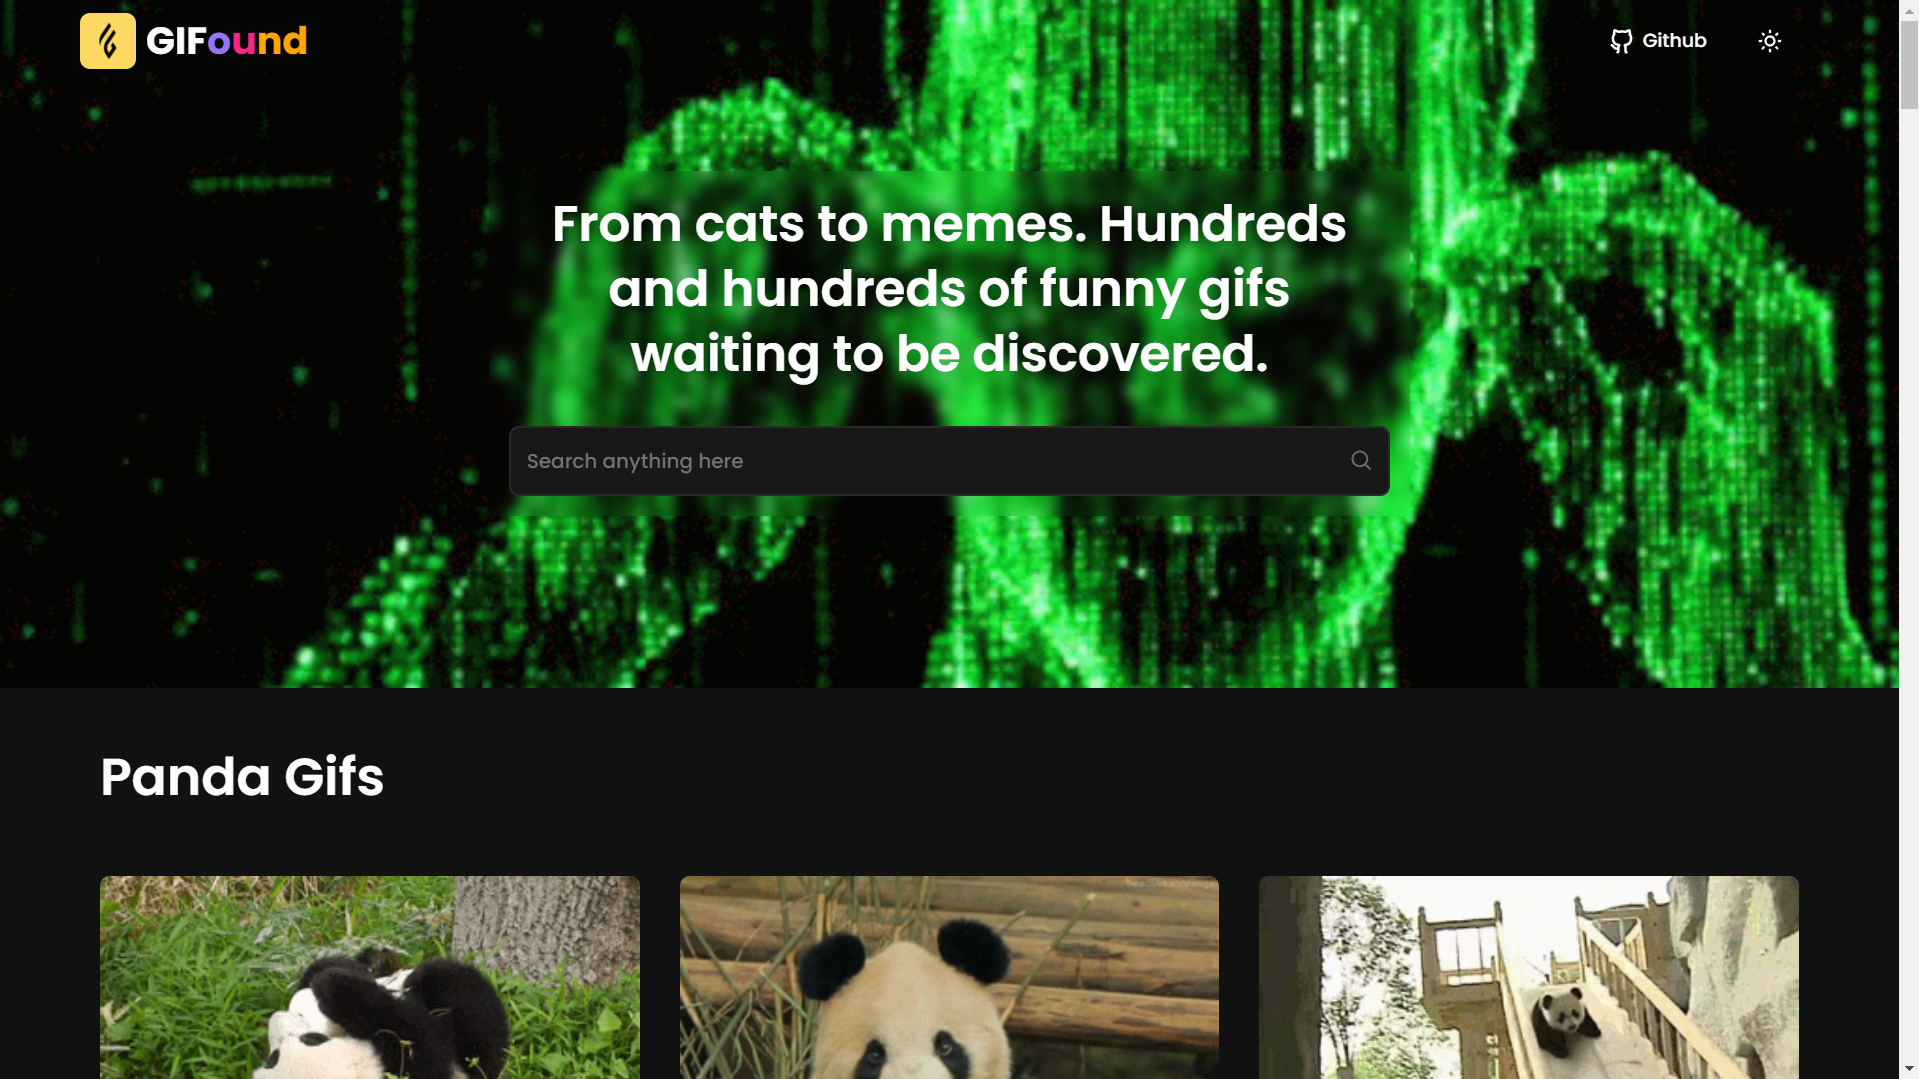 GIFound
Github
From cats to memes. Hundreds
and hundreds of funny gifs
waiting to be discovered.
Search anything here
Panda Gifs